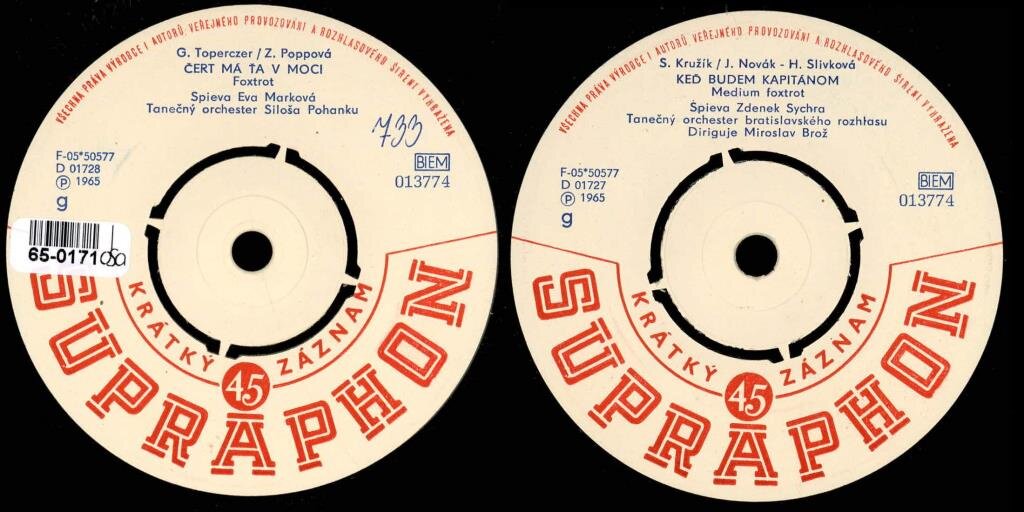 VŠECHNA PRÁVA VÝROBCE I AUTORŮ, VEŘEJNÉHO PROVOZOVÁNÍ A ROZHLASOVÉHO ŠÍŘENÍ VYHRAZENA
G. Toperczer / Z. Poppová
ČERT MÁ ŤA V MOCI
Foxtrot
Spieva Eva Marková
Tanečný orchester Siloša Pohanku
733
F-05*50577
D 01728
Ⓟ 1965
g
BIEM
013774
65-0171
KRÁTKÝ 45 ZÁZNAM
SUPRAPHON
VŠECHNA PRÁVA VÝROBCE I AUTORŮ, VEŘEJNÉHO PROVOZOVÁNÍ A ROZHLASOVÉHO ŠÍŘENÍ VYHRAZENA
S. Kružík / J. Novák - H. Slivková
KEĎ BUDEM KAPITÁNOM
Medium foxtrot
Spieva Zdenek Sychra
Tanečný orchester bratislavského rozhlasu
Diriguje Miroslav Brož
F-05*50577
D 01727
Ⓟ 1965
g
BIEM
013774
KRÁTKÝ 45 ZÁZNAM
SUPRAPHON